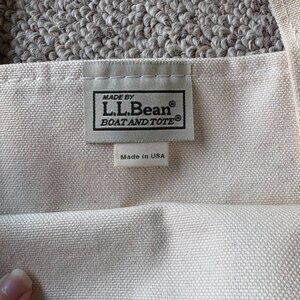 MADE BY
L.L.Bean®
BOAT AND TOTE®
Made in USA